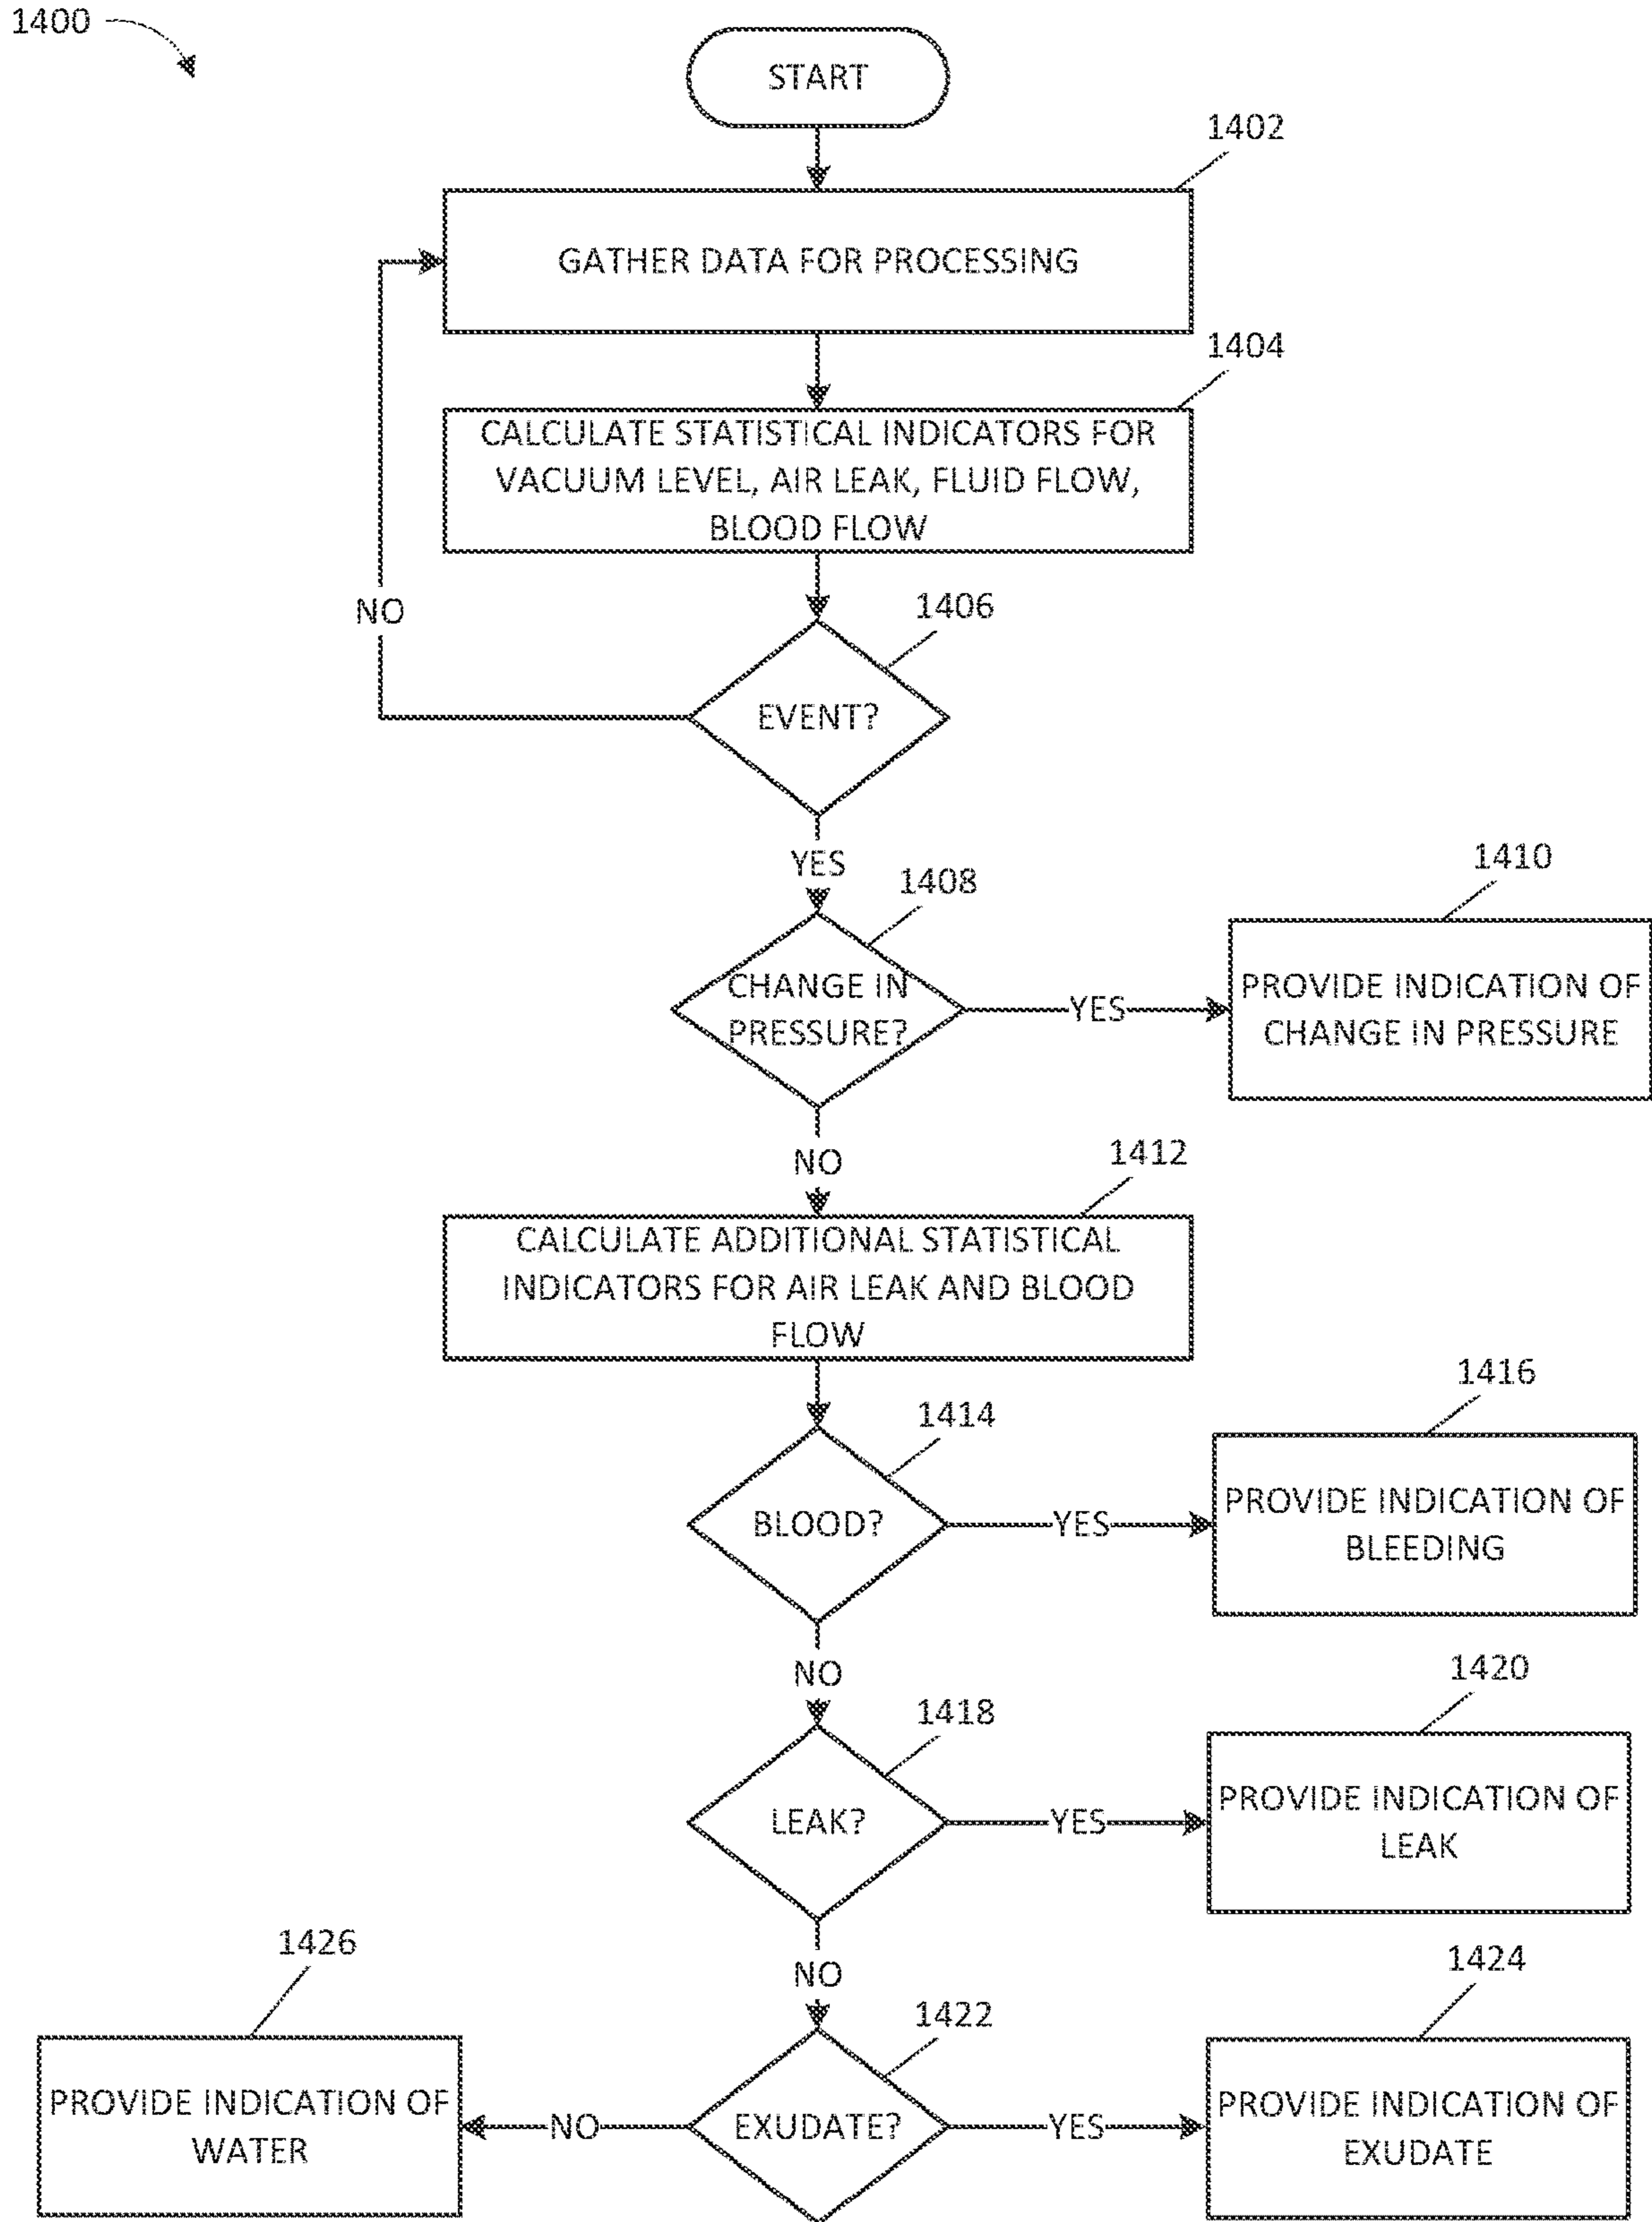 1400
START
1402
GATHER DATA FOR PROCESSING
1404
CALCULATE STATISTICAL INDICATORS FOR
VACUUM LEVEL, AIR LEAK, FLUID FLOW,
BLOOD FLOW
NO
1406
EVENT?
YES
1408
1410
CHANGE IN
PRESSURE?
YES
PROVIDE INDICATION OF
CHANGE IN PRESSURE
NO
1412
CALCULATE ADDITIONAL STATISTICAL
INDICATORS FOR AIR LEAK AND BLOOD
FLOW
1414
1416
BLOOD?
YES
PROVIDE INDICATION OF
BLEEDING
NO
1418
1420
LEAK?
YES
PROVIDE INDICATION OF
LEAK
NO
1426
1422
1424
PROVIDE INDICATION OF
WATER
NO
EXUDATE?
YES
PROVIDE INDICATION OF
EXUDATE